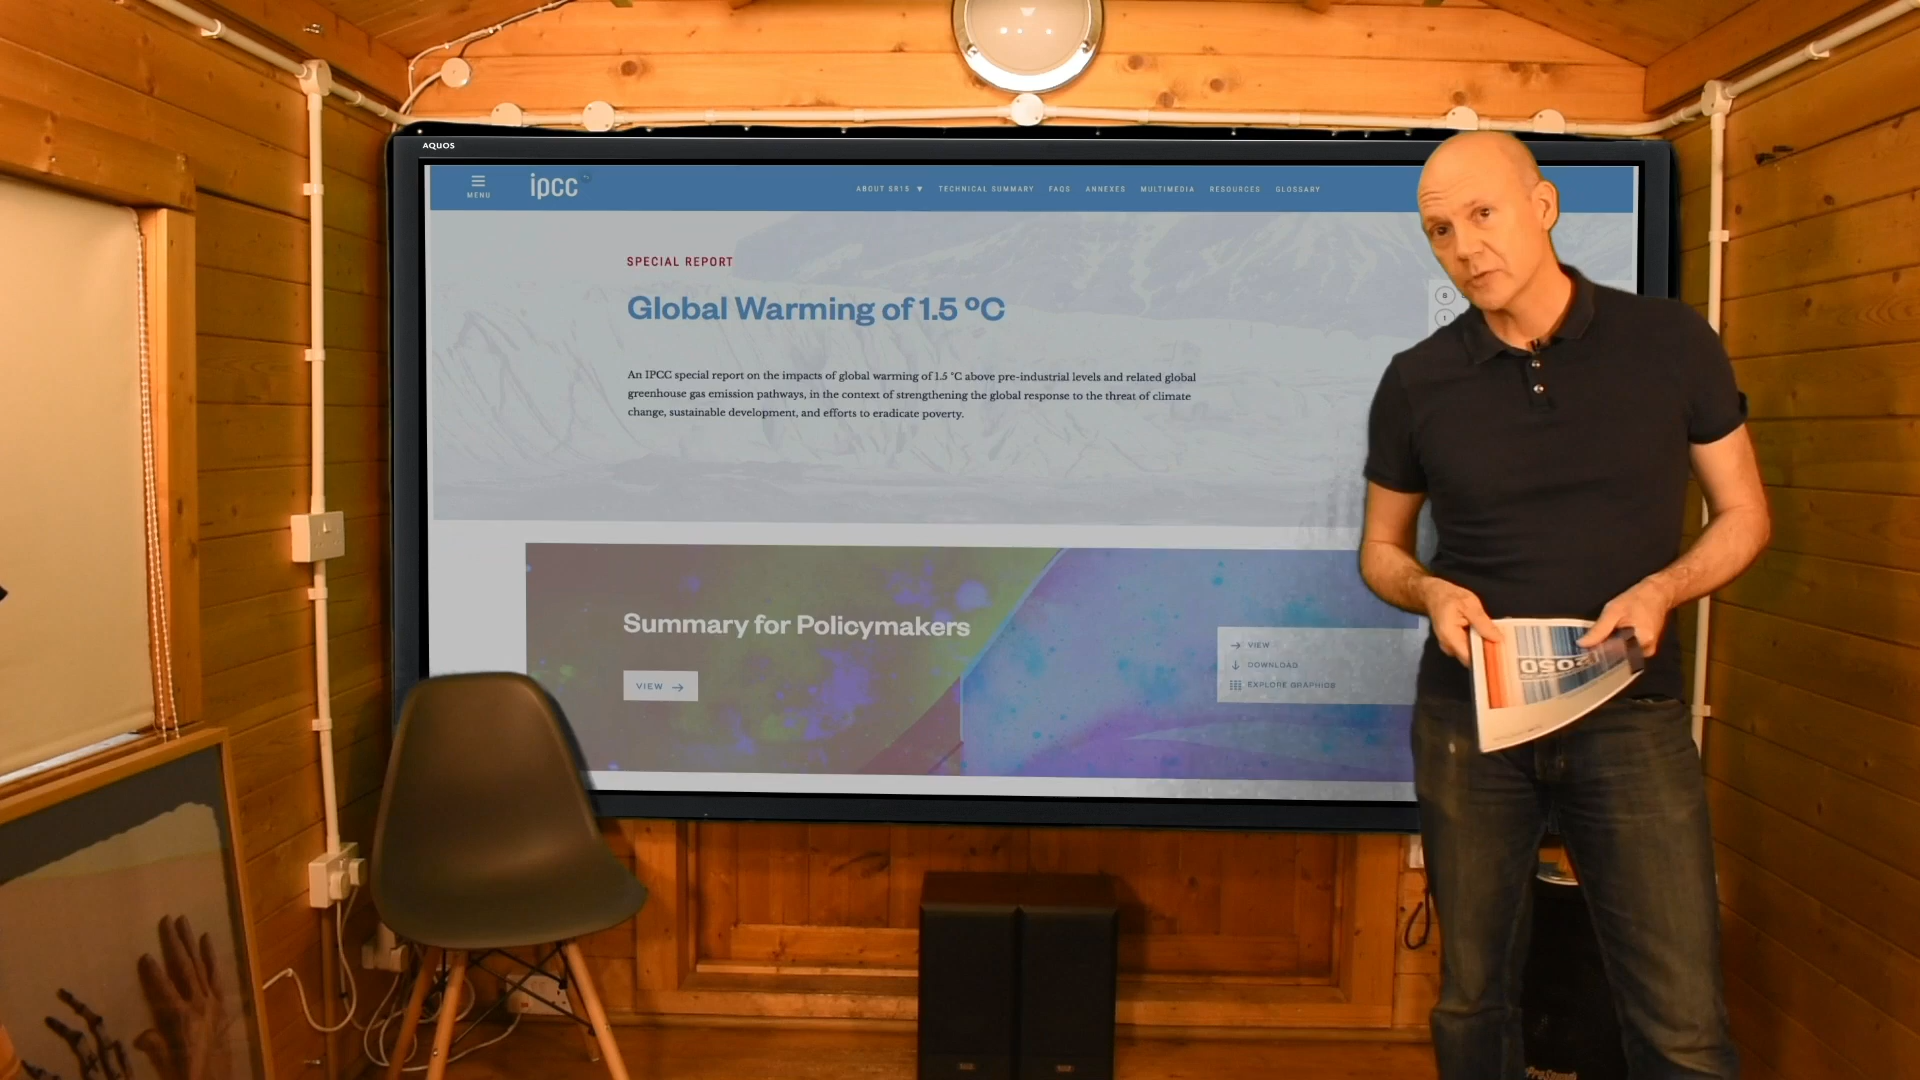 AQUOS
MENU
ipcc
ABOUT SR15 ▼ TECHNICAL SUMMARY FAQS ANNEXES MULTIMEDIA RESOURCES GLOSSARY
SPECIAL REPORT
Global Warming of 1.5 ºC
An IPCC special report on the impacts of global warming of 1.5 °C above pre-industrial levels and related global
greenhouse gas emission pathways, in the context of strengthening the global response to the threat of climate
change, sustainable development, and efforts to eradicate poverty.
Summary for Policymakers
VIEW →
→ VIEW
↓ DOWNLOAD
EXPLORE GRAPHICS
2050